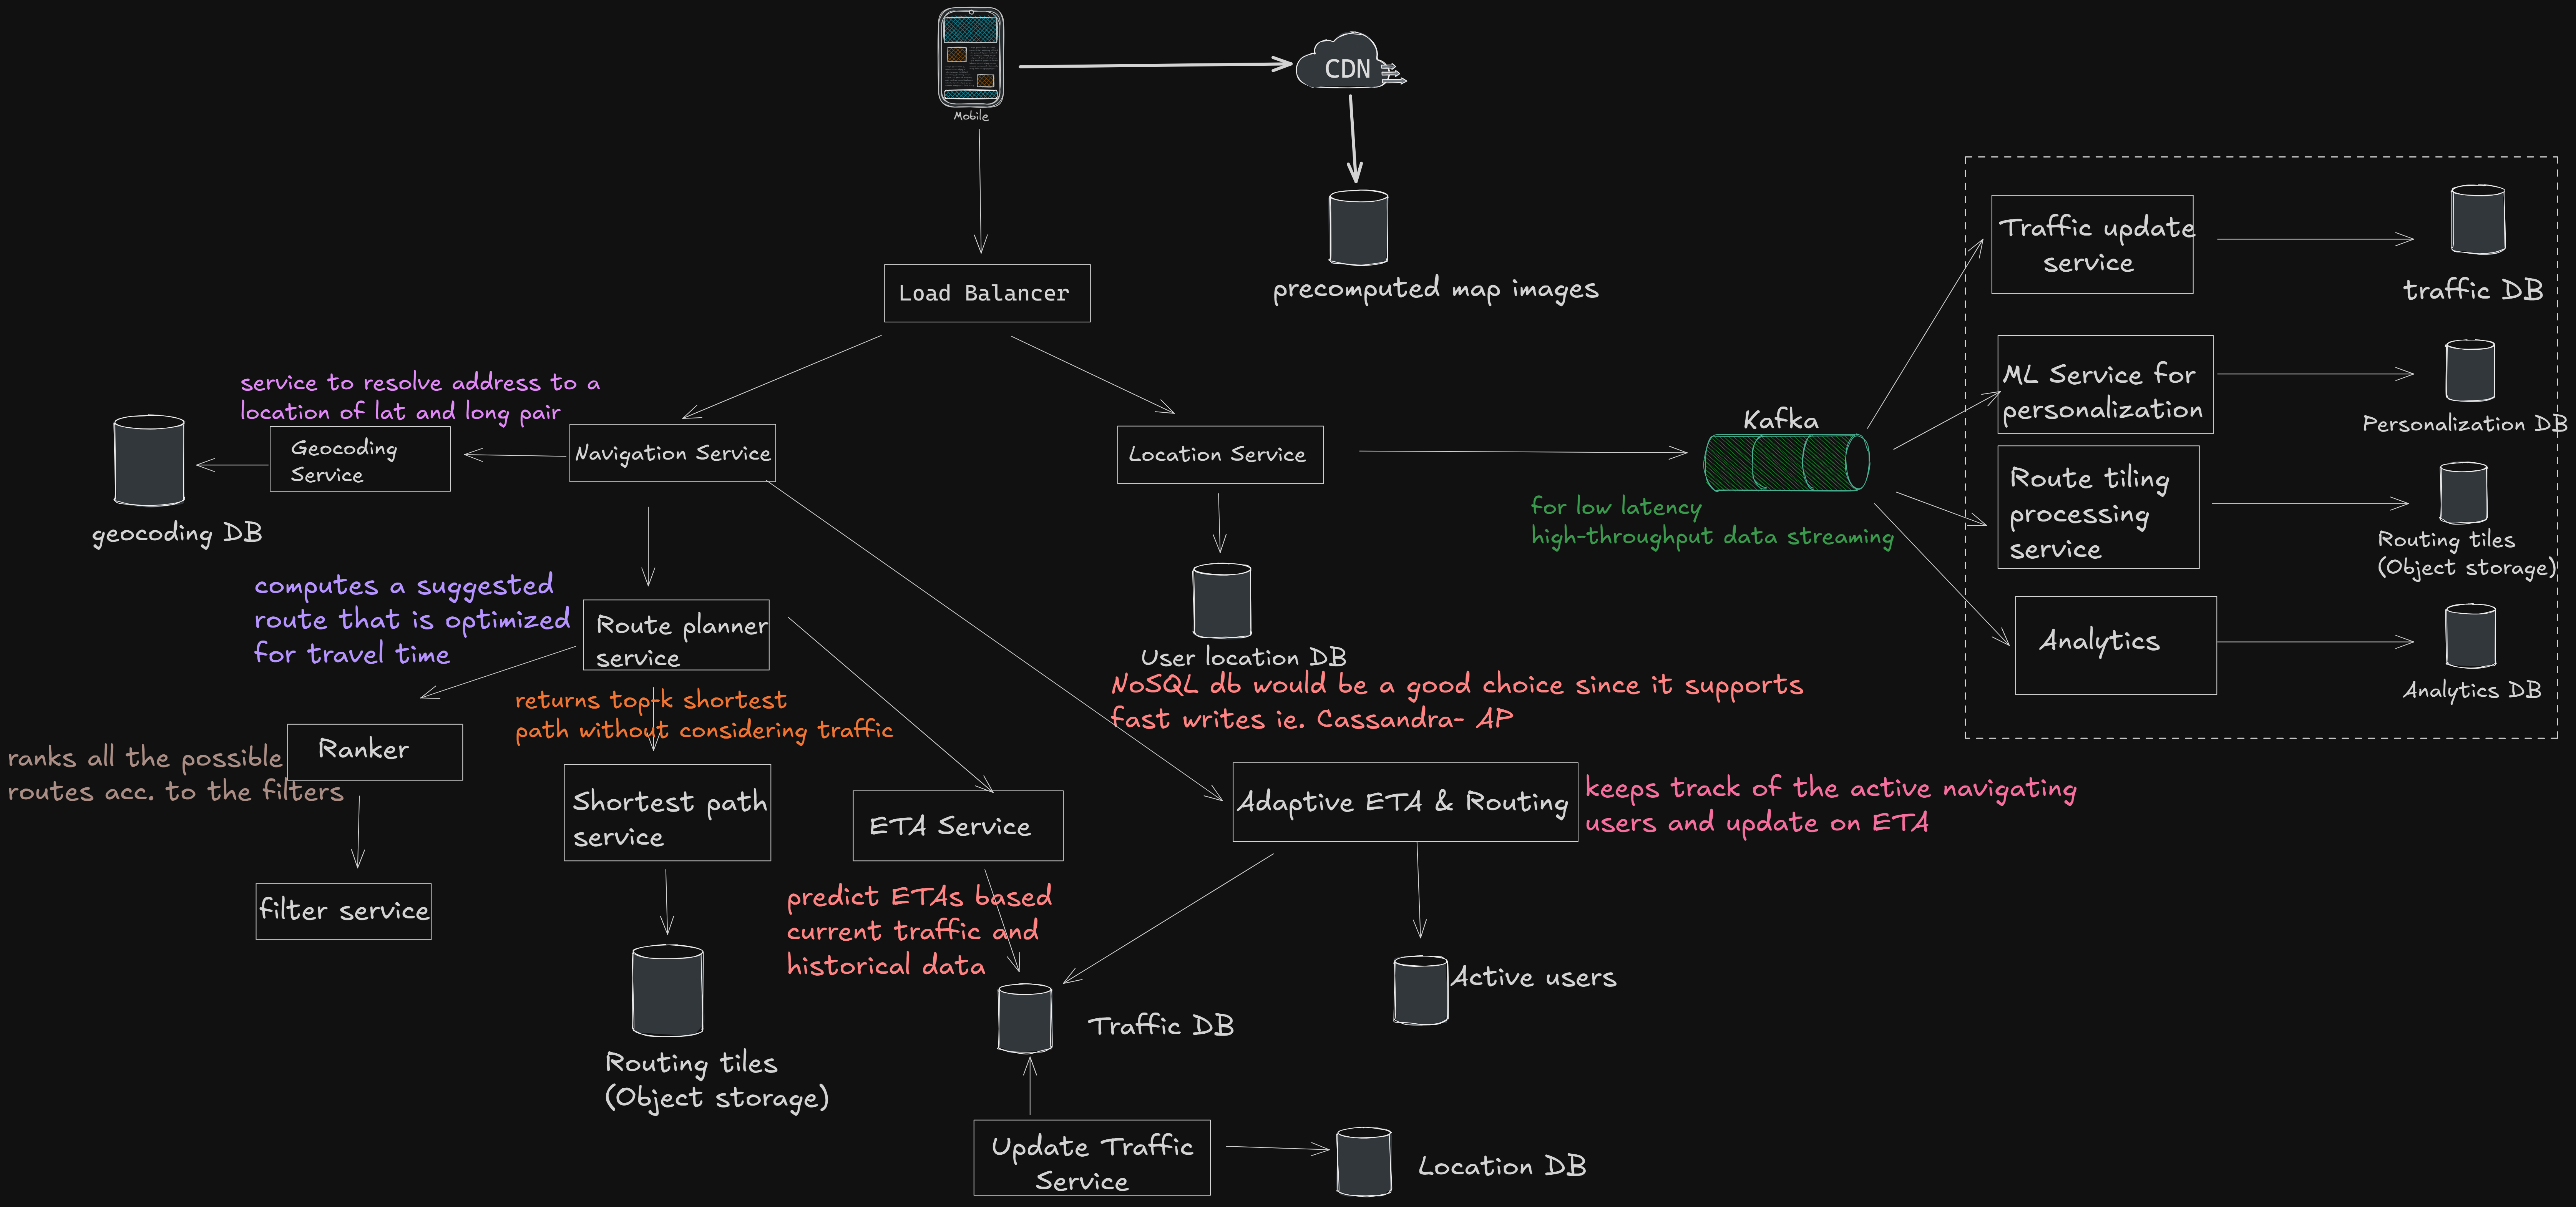 CDN
Mobile
precomputed map images
Load Balancer
service to resolve address to a
location of lat and long pair
Geocoding
Service
geocoding DB
Navigation Service
Location Service
Kafka
for low latency
high-throughput data streaming
Traffic update
service
traffic DB
ML Service for
personalization
Personalization DB
Route tiling
processing
service
Routing tiles
(Object storage)
Analytics
Analytics DB
computes a suggested
route that is optimized
for travel time
Route planner
service
User location DB
NoSQL db would be a good choice since it supports
fast writes ie. Cassandra- AP
returns top-k shortest
path without considering traffic
ranks all the possible
routes acc. to the filters
Ranker
filter service
Shortest path
service
Routing tiles
(Object storage)
ETA Service
predict ETAs based
current traffic and
historical data
Adaptive ETA & Routing
keeps track of the active navigating
users and update on ETA
Active users
Traffic DB
Update Traffic
Service
Location DB